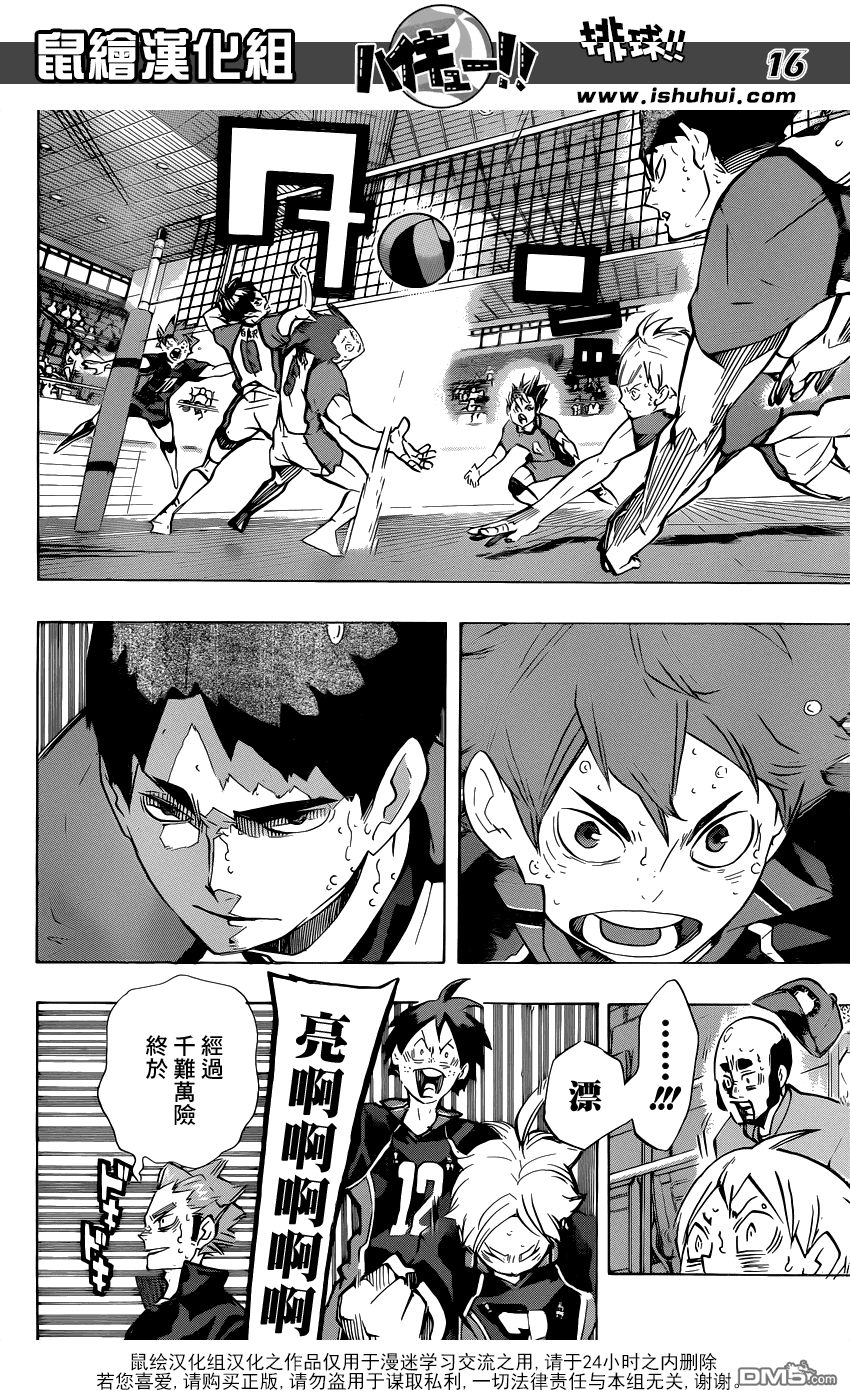 鼠繪漢化組
ハイキュー!!
排球!!
16
www.ishuhui.com
……!!!
漂
亮啊啊啊啊啊啊
12
經過
千難萬險
終於
ドキドキ
鼠绘汉化组汉化之作品仅用于漫迷学习交流之用, 请于24小时之内删除
若您喜爱, 请购买正版, 请勿盗用于谋取私利, 一切法律责任与本组无关, 谢谢。
DM5.com